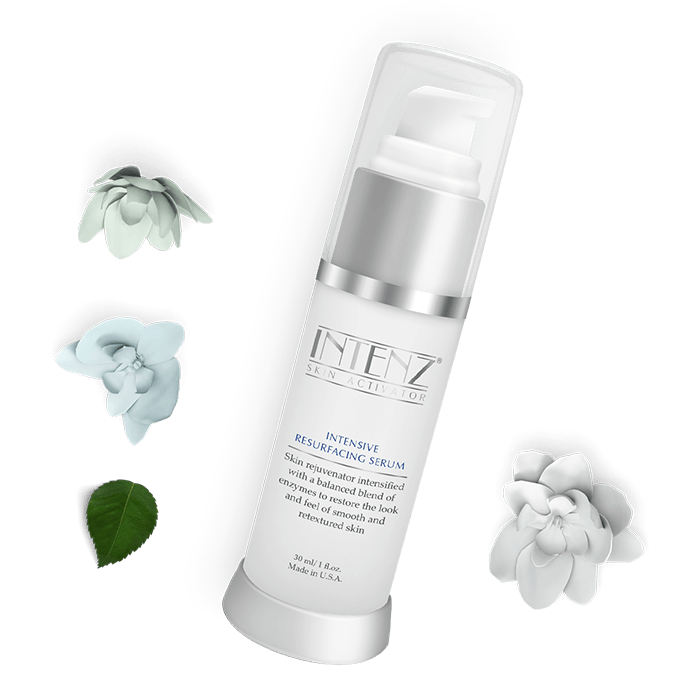 INTENZ®
SKIN ACTIVATOR
INTENSIVE
RESURFACING SERUM
Skin rejuvenator intensified
with a balanced blend of
enzymes to restore the look
and feel of smooth and
retextured skin
30 ml/ 1 fl.oz.
Made in U.S.A.